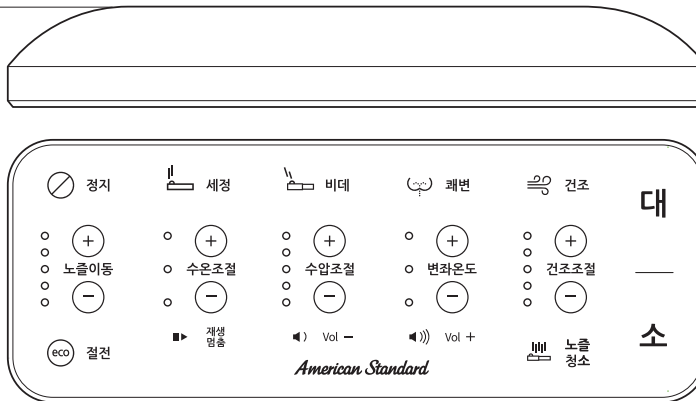 정지
세정
비데
쾌변
건조
대
+
+
+
+
+
노즐이동
수온조절
수압조절
변좌온도
건조조절
−
−
−
−
−
eco 절전
재생
멈춤
Vol −
Vol +
노즐
청소
소
American Standard